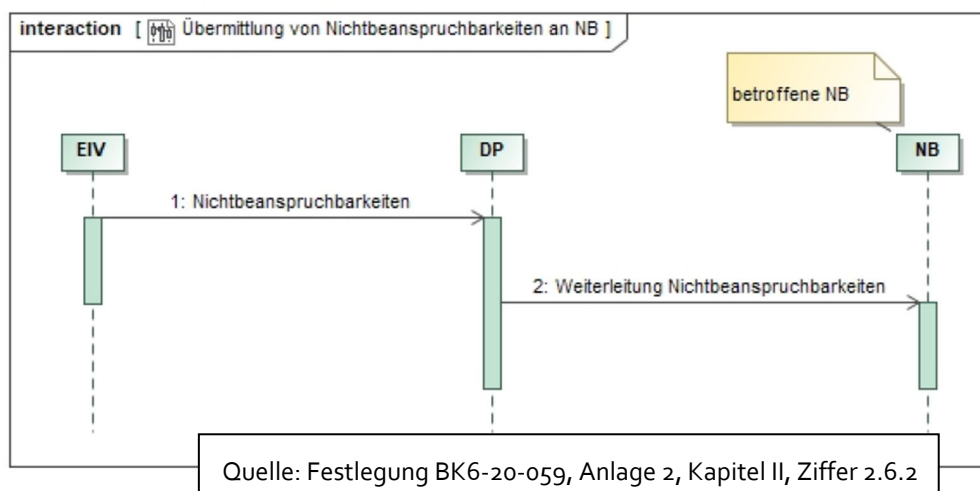 interaction [ Übermittlung von Nichtbeanspruchbarkeiten an NB ]
betroffene NB
EIV
DP
NB
1: Nichtbeanspruchbarkeiten
2: Weiterleitung Nichtbeanspruchbarkeiten
Quelle: Festlegung BK6-20-059, Anlage 2, Kapitel II, Ziffer 2.6.2